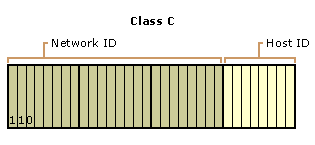 Class C
Network ID
Host ID
110